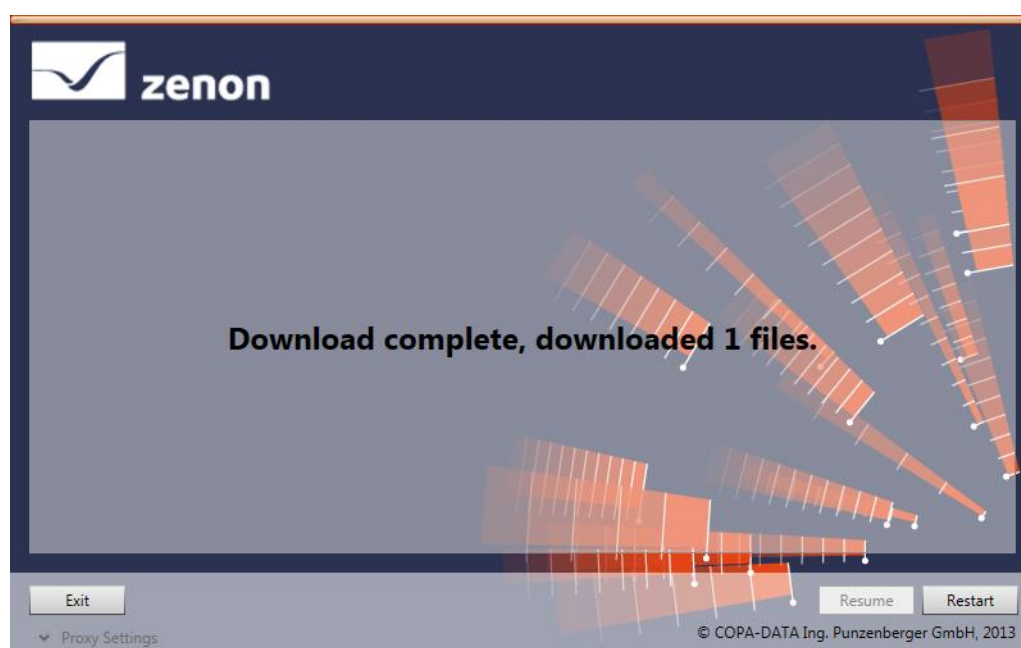 zenon
Download complete, downloaded 1 files.
Exit
Resume
Restart
Proxy Settings
© COPA-DATA Ing. Punzenberger GmbH, 2013